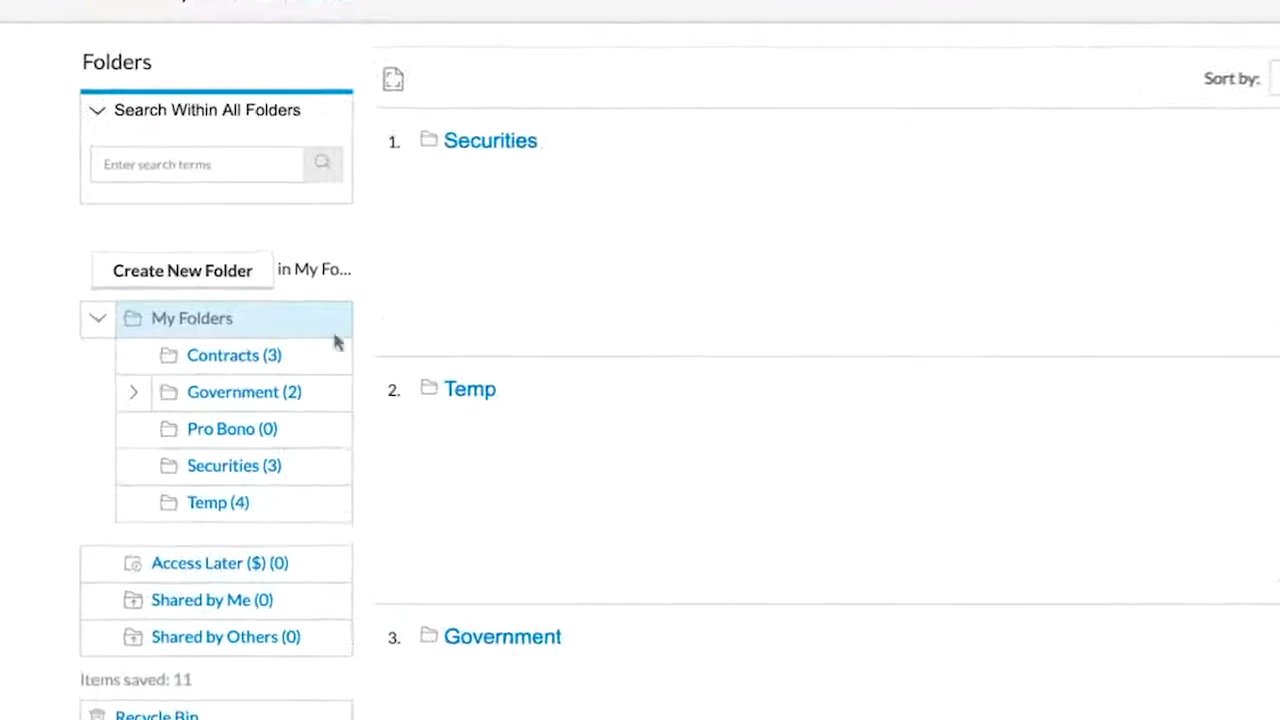 Folders
Search Within All Folders
Enter search terms
Create New Folder in My Fo...
My Folders
Contracts (3)
Government (2)
Pro Bono (0)
Securities (3)
Temp (4)
Access Later ($) (0)
Shared by Me (0)
Shared by Others (0)
Items saved: 11
Recycle Bin
Sort by:
1. Securities
2. Temp
3. Government